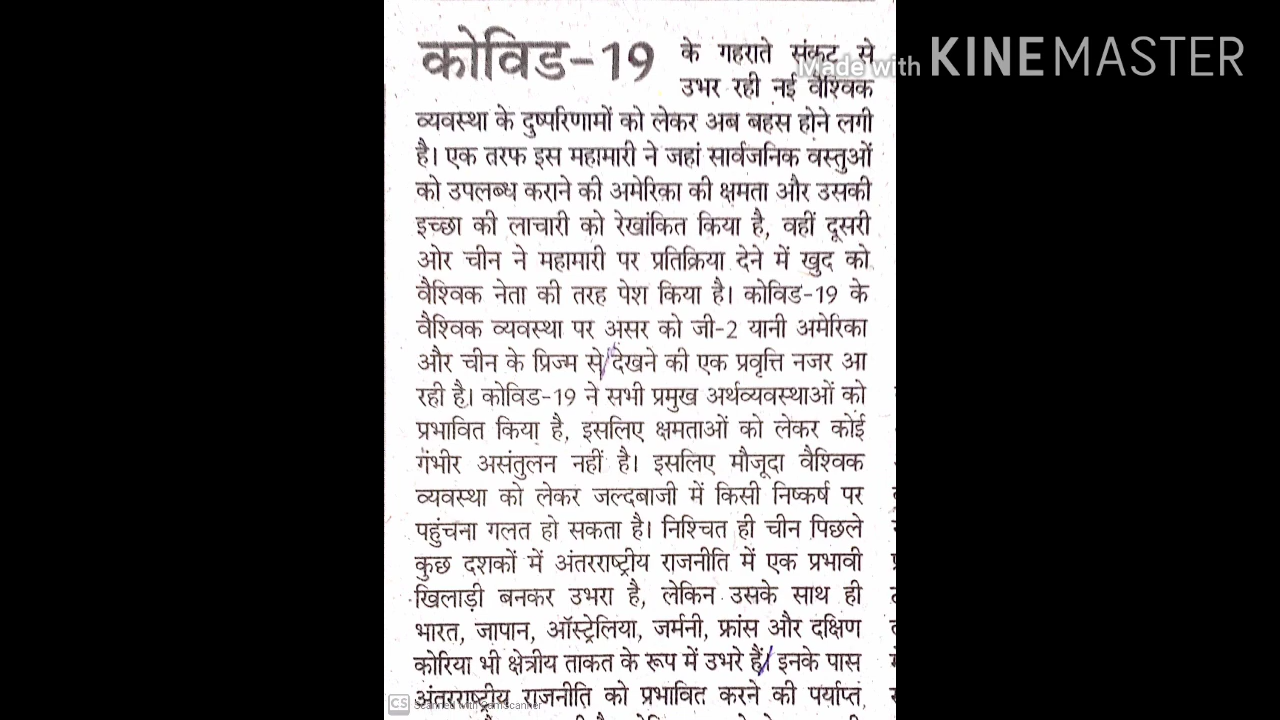 कोविड-19 के गहराते संकट से
उभर रही नई वैश्विक
व्यवस्था के दुष्परिणामों को लेकर अब बहस होने लगी
है। एक तरफ इस महामारी ने जहां सार्वजनिक वस्तुओं
को उपलब्ध कराने की अमेरिका की क्षमता और उसकी
इच्छा की लाचारी को रेखांकित किया है, वहीं दूसरी
ओर चीन ने महामारी पर प्रतिक्रिया देने में खुद को
वैश्विक नेता की तरह पेश किया है। कोविड-19 के
वैश्विक व्यवस्था पर असर को जी-2 यानी अमेरिका
और चीन के प्रिज्म से देखने की एक प्रवृत्ति नजर आ
रही है। कोविड-19 ने सभी प्रमुख अर्थव्यवस्थाओं को
प्रभावित किया है, इसलिए क्षमताओं को लेकर कोई
गंभीर असंतुलन नहीं है। इसलिए मौजूदा वैश्विक
व्यवस्था को लेकर जल्दबाजी में किसी निष्कर्ष पर
पहुंचना गलत हो सकता है। निश्चित ही चीन पिछले
कुछ दशकों में अंतरराष्ट्रीय राजनीति में एक प्रभावी
खिलाड़ी बनकर उभरा है, लेकिन उसके साथ ही
भारत, जापान, ऑस्ट्रेलिया, जर्मनी, फ्रांस और दक्षिण
कोरिया भी क्षेत्रीय ताकत के रूप में उभरे हैं। इनके पास
अंतरराष्ट्रीय राजनीति को प्रभावित करने की पर्याप्त
Made with KINEMASTER
CS Scanned with CamScanner